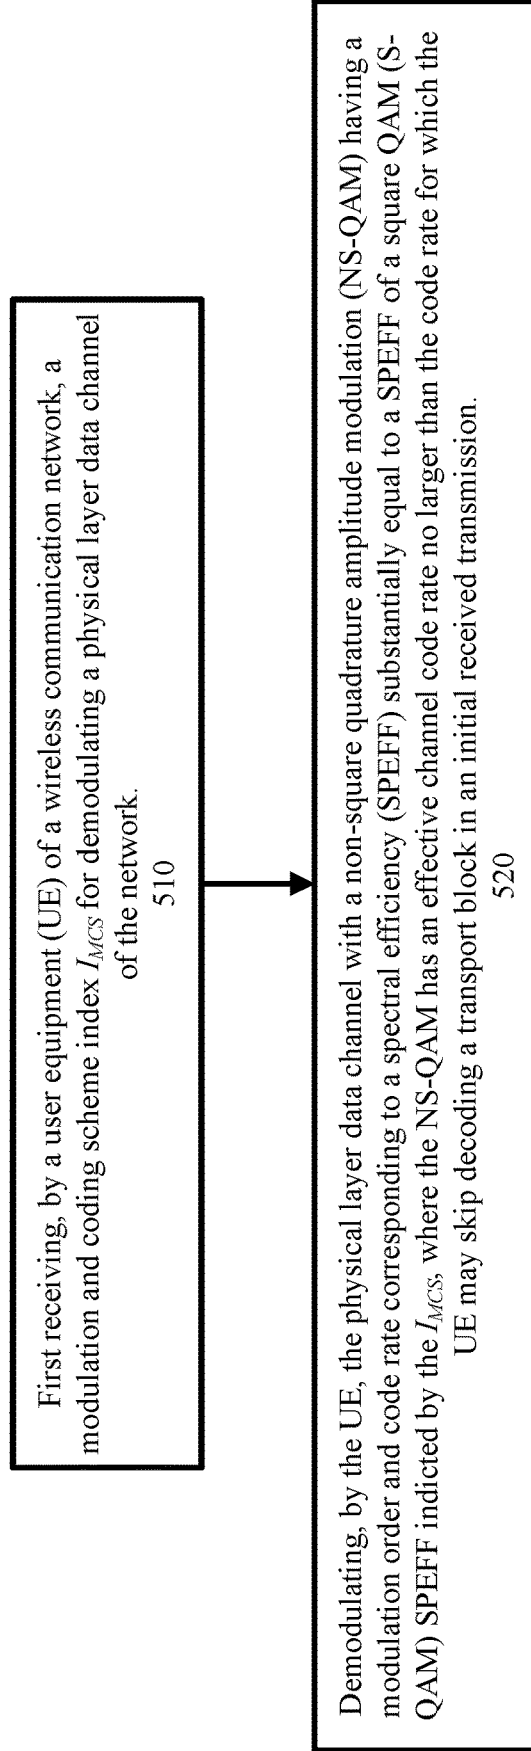 First receiving, by a user equipment (UE) of a wireless communication network, a
modulation and coding scheme index I_MCS for demodulating a physical layer data channel
of the network.
510
Demodulating, by the UE, the physical layer data channel with a non-square quadrature amplitude modulation (NS-QAM) having a
modulation order and code rate corresponding to a spectral efficiency (SPEFF) substantially equal to a SPEFF of a square QAM (S-
QAM) SPEFF indicted by the I_MCS, where the NS-QAM has an effective channel code rate no larger than the code rate for which the
UE may skip decoding a transport block in an initial received transmission.
520